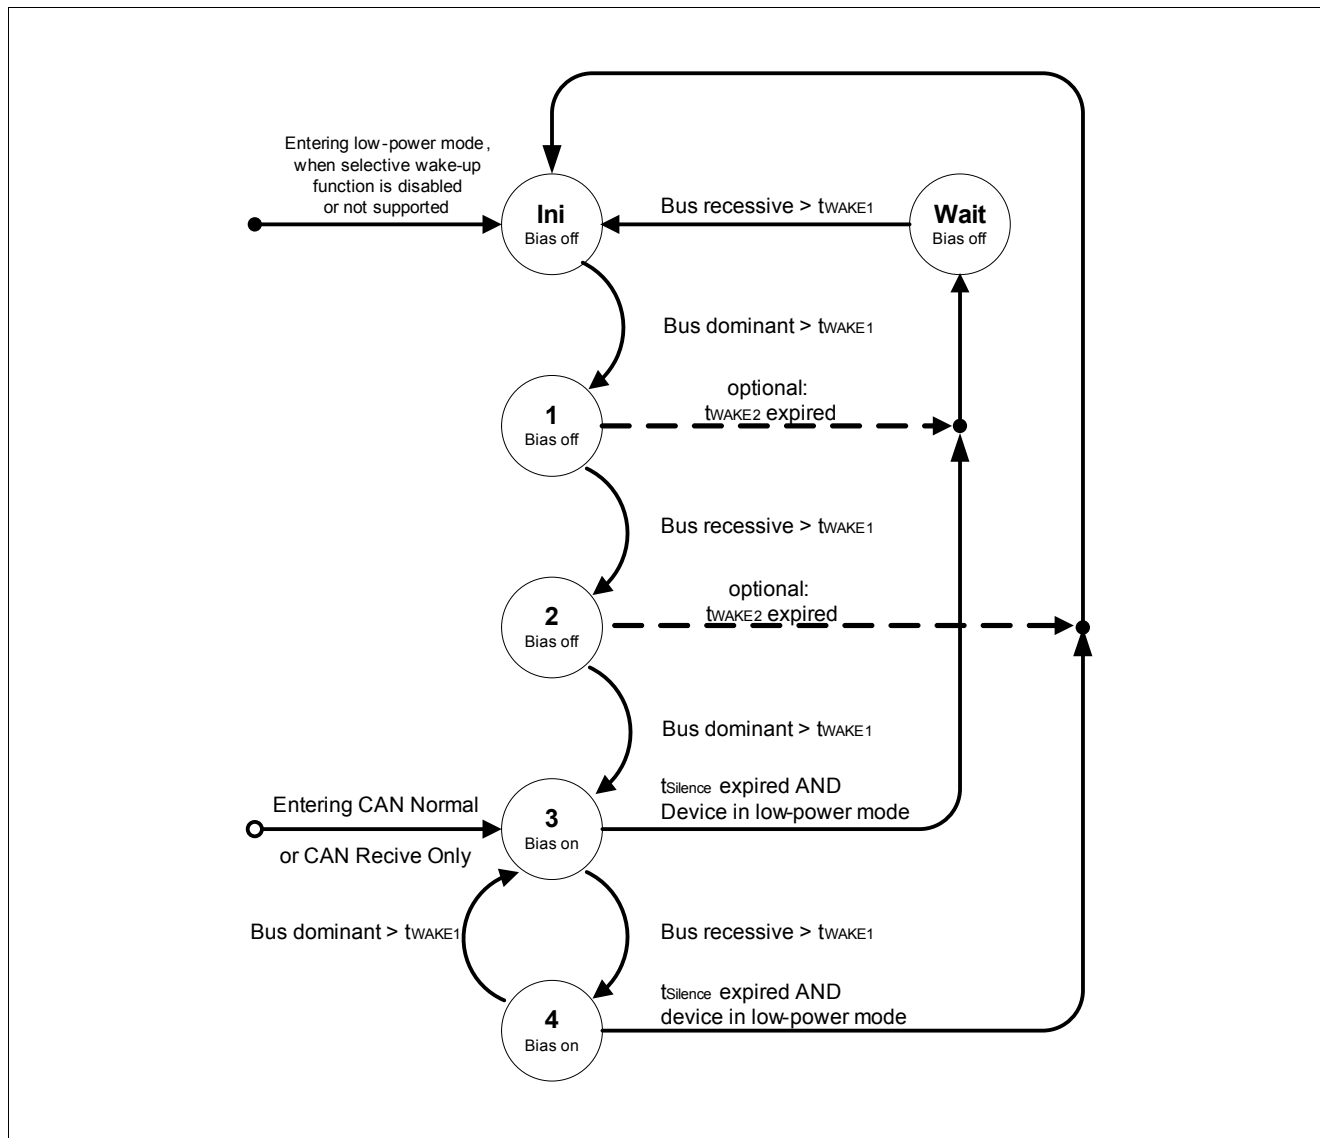 Entering low-power mode,
when selective wake-up
function is disabled
or not supported
Ini
Bias off
Bus recessive > tWAKE1
Wait
Bias off
Bus dominant > tWAKE1
1
Bias off
optional:
tWAKE2 expired
Bus recessive > tWAKE1
2
Bias off
optional:
tWAKE2 expired
Bus dominant > tWAKE1
Entering CAN Normal
or CAN Recive Only
3
Bias on
tSilence expired AND
Device in low-power mode
Bus dominant > tWAKE1
Bus recessive > tWAKE1
4
Bias on
tSilence expired AND
device in low-power mode